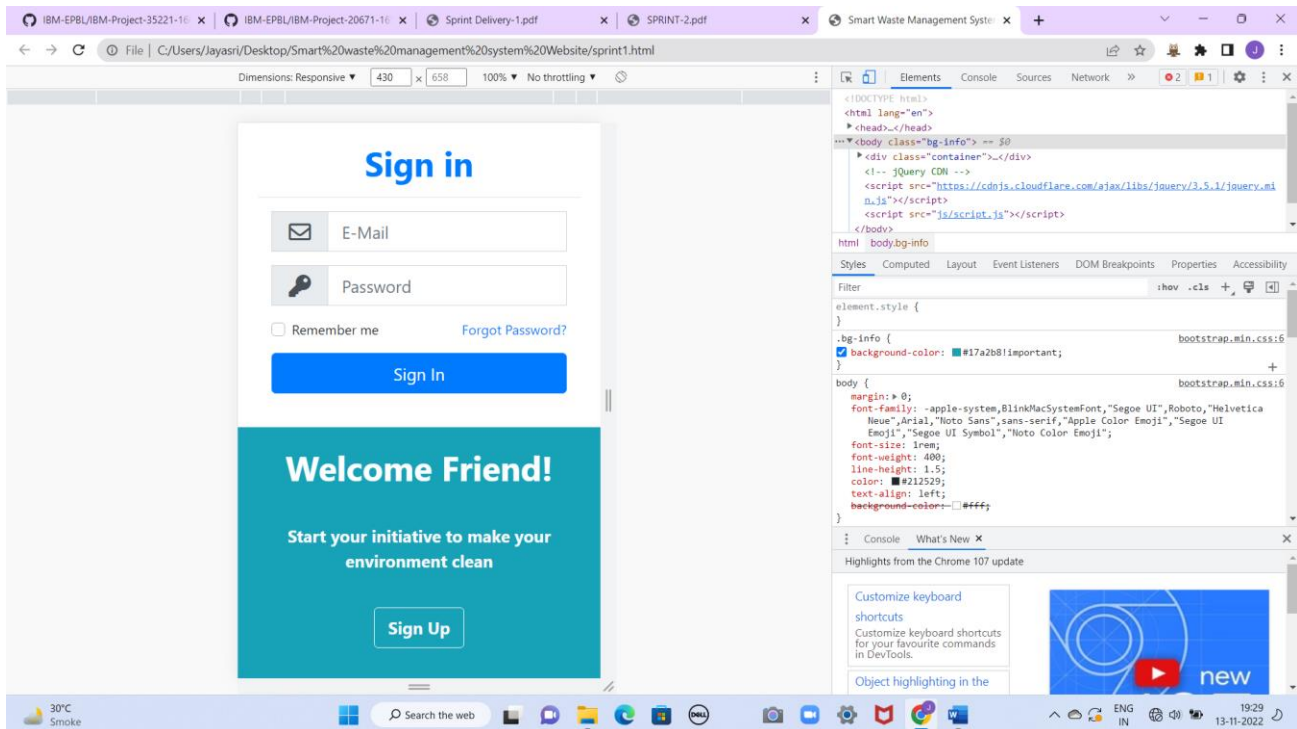 IBM-EPBL/IBM-Project-35221-16
IBM-EPBL/IBM-Project-20671-16
Sprint Delivery-1.pdf
SPRINT-2.pdf
Smart Waste Management Syste
File | C:/Users/Jayasri/Desktop/Smart%20waste%20management%20system%20Website/sprint1.html
Dimensions: Responsive ▼ 430 x 658 100% ▼ No throttling ▼
Elements Console Sources Network » 2 1
Sign in
E-Mail
Password
Remember me Forgot Password?
Sign In
Welcome Friend!
Start your initiative to make your
environment clean
Sign Up
<!DOCTYPE html>
<html lang="en">
▶<head>…</head>
···▼<body class="bg-info"> == $0
▶<div class="container">…</div>
<!-- jQuery CDN -->
<script src="https://cdnjs.cloudflare.com/ajax/libs/jquery/3.5.1/jquery.mi
n.js"></script>
<script src="js/script.js"></script>
</body>
html body.bg-info
Styles Computed Layout Event Listeners DOM Breakpoints Properties Accessibility
Filter :hov .cls +
element.style {
}
.bg-info { bootstrap.min.css:6
background-color: #17a2b8!important;
}
body { bootstrap.min.css:6
margin:▶ 0;
font-family: -apple-system,BlinkMacSystemFont,"Segoe UI",Roboto,"Helvetica
Neue",Arial,"Noto Sans",sans-serif,"Apple Color Emoji","Segoe UI
Emoji","Segoe UI Symbol","Noto Color Emoji";
font-size: 1rem;
font-weight: 400;
line-height: 1.5;
color: #212529;
text-align: left;
background-color: #fff;
}
Console What's New ×
Highlights from the Chrome 107 update
Customize keyboard
shortcuts
Customize keyboard shortcuts
for your favourite commands
in DevTools.
Object highlighting in the
new
30°C
Smoke
Search the web
DELL
ENG
IN
19:29
13-11-2022